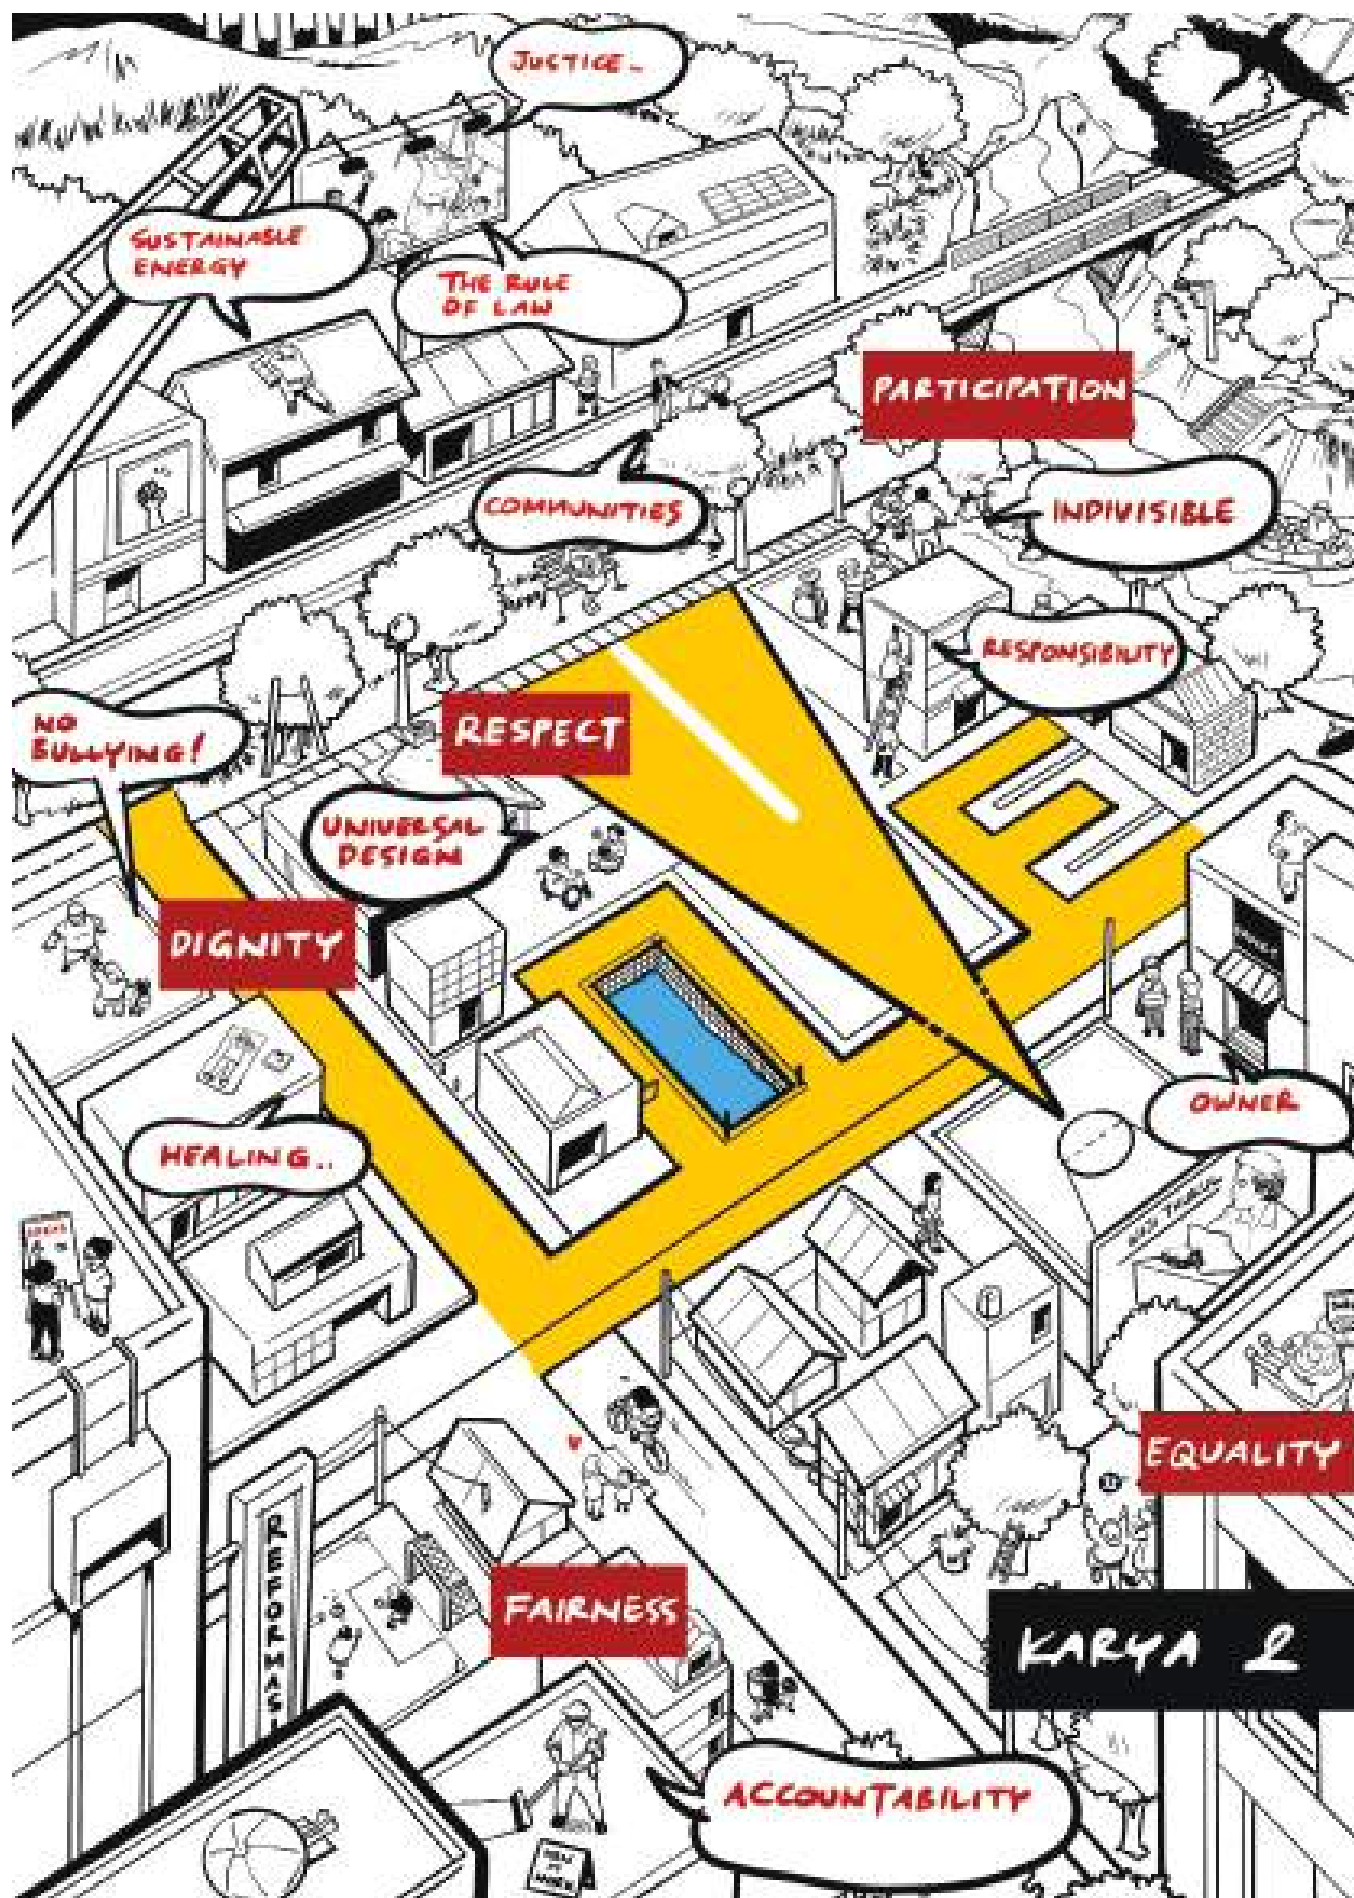 JUSTICE-
SUSTAINABLE
ENERGY
THE RULE
OF LAW
PARTICIPATION
COMMUNITIES
INDIVISIBLE
RESPONSIBILITY
NO
BULLYING!
RESPECT
UNIVERSAL
DESIGN
DIGNITY
OWNER
HEALING..
EQUALITY
REFORMASI
FAIRNESS
KARYA 2
ACCOUNTABILITY